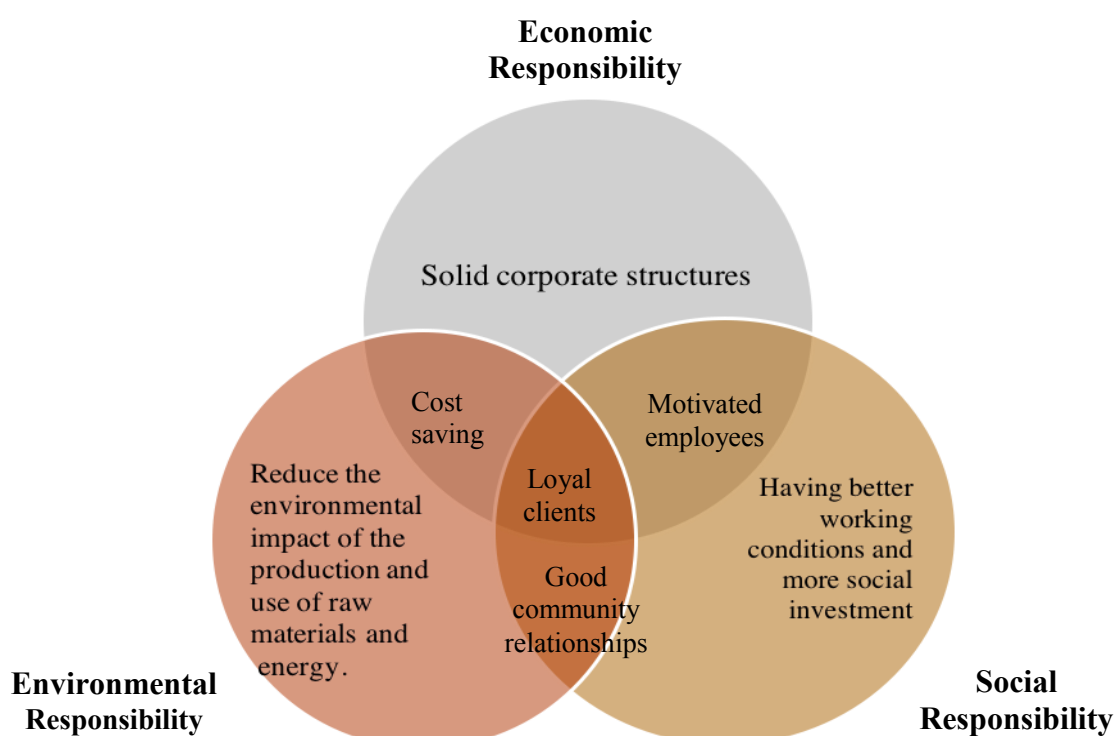 Economic
Responsibility
Solid corporate structures
Cost
saving
Motivated
employees
Loyal
clients
Reduce the
environmental
impact of the
production and
use of raw
materials and
energy.
Having better
working
conditions and
more social
investment
Good
community
relationships
Environmental
Responsibility
Social
Responsibility